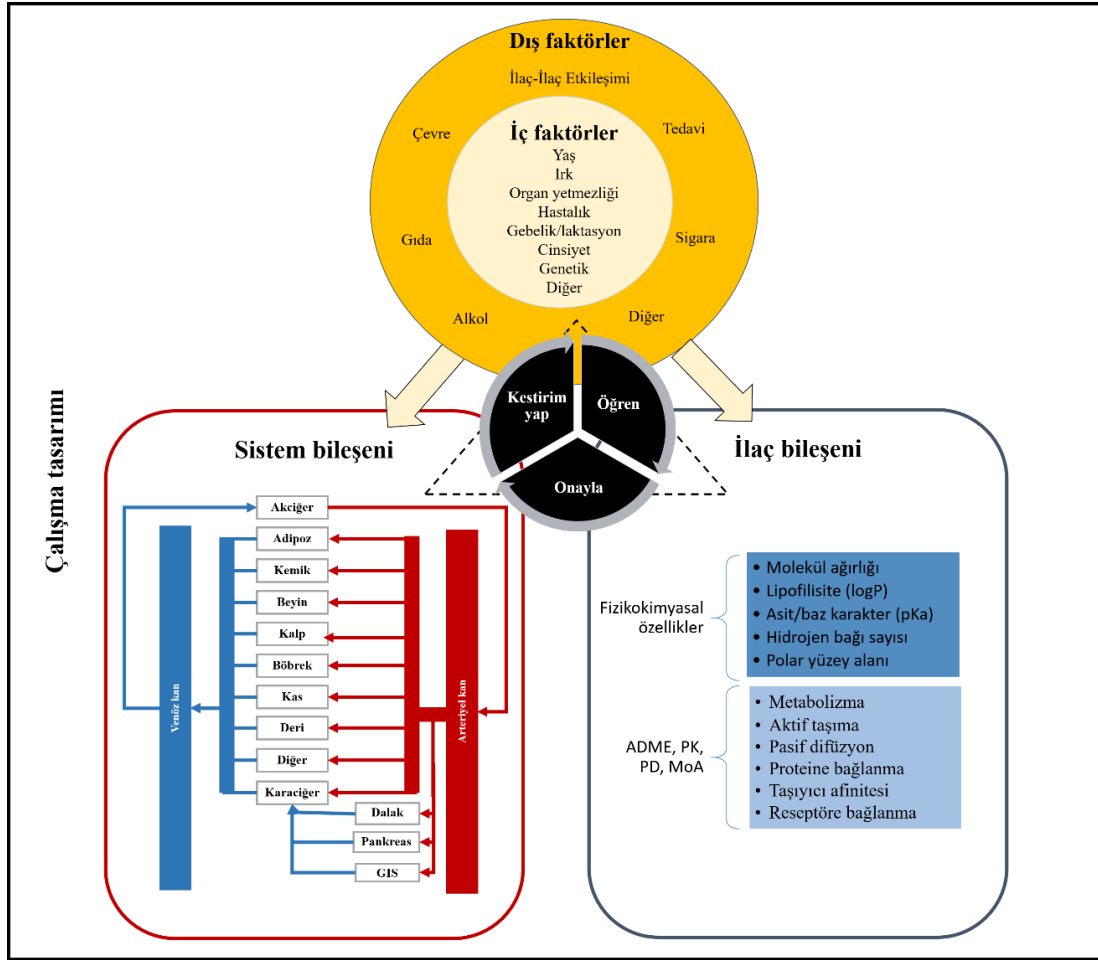 Dış faktörler
İlaç-İlaç Etkileşimi
Çevre
Tedavi
İç faktörler
Yaş
Irk
Organ yetmezliği
Hastalık
Gebelik/laktasyon
Cinsiyet
Genetik
Diğer
Gıda
Sigara
Alkol
Diğer
Çalışma tasarımı
Kestirim
yap
Öğren
Onayla
Sistem bileşeni
Akciğer
Adipoz
Kemik
Beyin
Kalp
Böbrek
Kas
Deri
Diğer
Karaciğer
Dalak
Pankreas
GIS
Venöz kan
Arteriyel kan
İlaç bileşeni
Fizikokimyasal
özellikler
• Molekül ağırlığı
• Lipofilisite (logP)
• Asit/baz karakter (pKa)
• Hidrojen bağı sayısı
• Polar yüzey alanı
ADME, PK,
PD, MoA
• Metabolizma
• Aktif taşıma
• Pasif difüzyon
• Proteine bağlanma
• Taşıyıcı afinitesi
• Reseptöre bağlanma